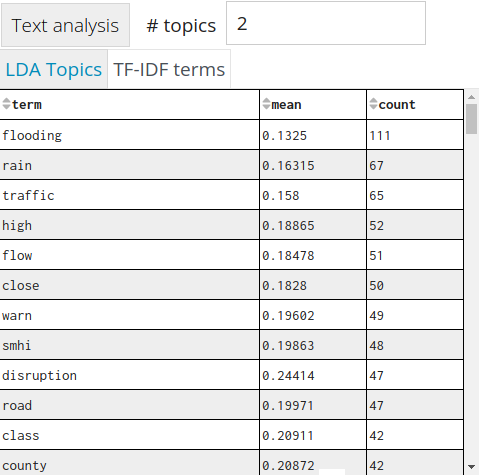 Text analysis # topics 2
LDA Topics TF-IDF terms
term mean count
flooding 0.1325 111
rain 0.16315 67
traffic 0.158 65
high 0.18865 52
flow 0.18478 51
close 0.1828 50
warn 0.19602 49
smhi 0.19863 48
disruption 0.24414 47
road 0.19971 47
class 0.20911 42
county 0.20872 42